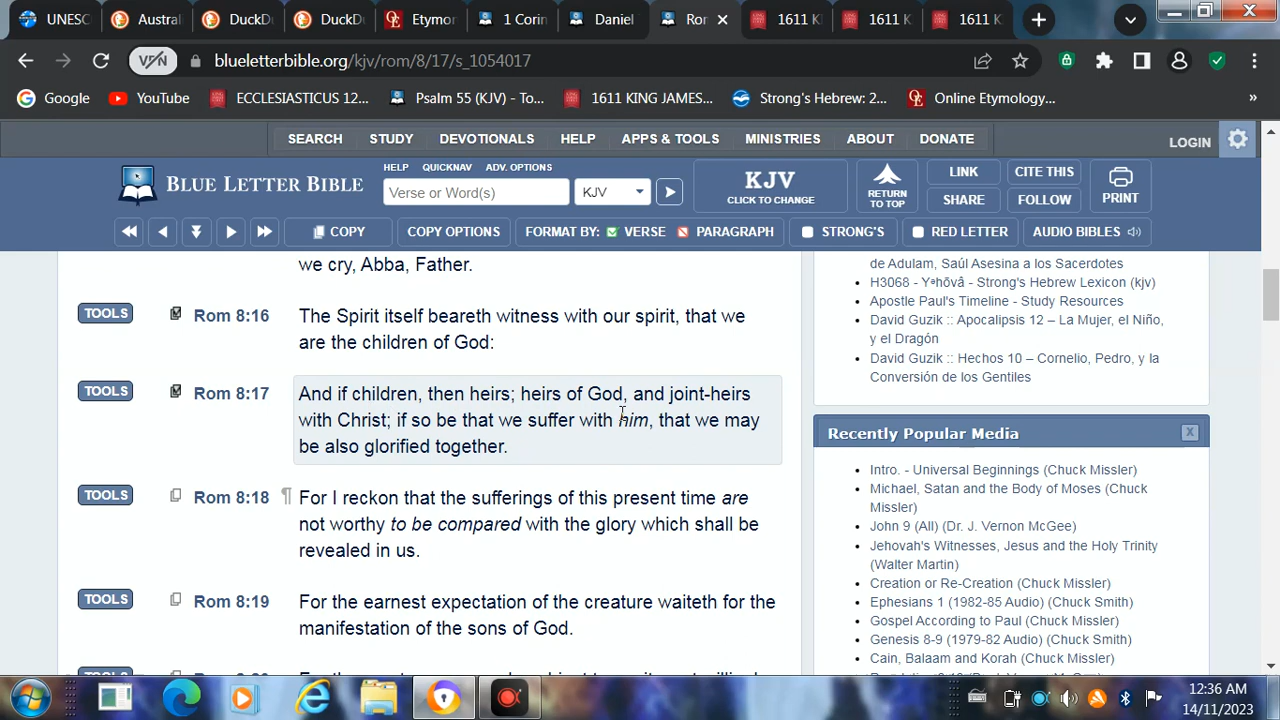 UNESC
Austral
DuckD
DuckD
Etymo
1 Corin
Daniel
Ron
1611 K
1611 K
1611 K
VPN
blueletterbible.org/kjv/rom/8/17/s_1054017
Google
YouTube
ECCLESIASTICUS 12...
Psalm 55 (KJV) - To...
1611 KING JAMES...
Strong's Hebrew: 2...
Online Etymology...
»
SEARCH STUDY DEVOTIONALS HELP APPS & TOOLS MINISTRIES ABOUT DONATE
LOGIN
BLUE LETTER BIBLE
HELP QUICKNAV ADV. OPTIONS
Verse or Word(s)
KJV
KJV
CLICK TO CHANGE
RETURN
TO TOP
LINK
CITE THIS
SHARE
FOLLOW
PRINT
COPY
COPY OPTIONS
FORMAT BY: VERSE PARAGRAPH
STRONG'S
RED LETTER
AUDIO BIBLES
we cry, Abba, Father.
TOOLS
Rom 8:16
The Spirit itself beareth witness with our spirit, that we
are the children of God:
TOOLS
Rom 8:17
And if children, then heirs; heirs of God, and joint-heirs
with Christ; if so be that we suffer with him, that we may
be also glorified together.
TOOLS
Rom 8:18
¶ For I reckon that the sufferings of this present time are
not worthy to be compared with the glory which shall be
revealed in us.
TOOLS
Rom 8:19
For the earnest expectation of the creature waiteth for the
manifestation of the sons of God.
de Adulam, Saúl Asesina a los Sacerdotes
H3068 - Yᵊhōvâ - Strong's Hebrew Lexicon (kjv)
Apostle Paul's Timeline - Study Resources
David Guzik :: Apocalipsis 12 – La Mujer, el Niño,
y el Dragón
David Guzik :: Hechos 10 – Cornelio, Pedro, y la
Conversión de los Gentiles
Recently Popular Media
x
Intro. - Universal Beginnings (Chuck Missler)
Michael, Satan and the Body of Moses (Chuck
Missler)
John 9 (All) (Dr. J. Vernon McGee)
Jehovah's Witnesses, Jesus and the Holy Trinity
(Walter Martin)
Creation or Re-Creation (Chuck Missler)
Ephesians 1 (1982-85 Audio) (Chuck Smith)
Gospel According to Paul (Chuck Smith)
Genesis 8-9 (1979-82 Audio) (Chuck Smith)
Cain, Balaam and Korah (Chuck Missler)
12:36 AM
14/11/2023